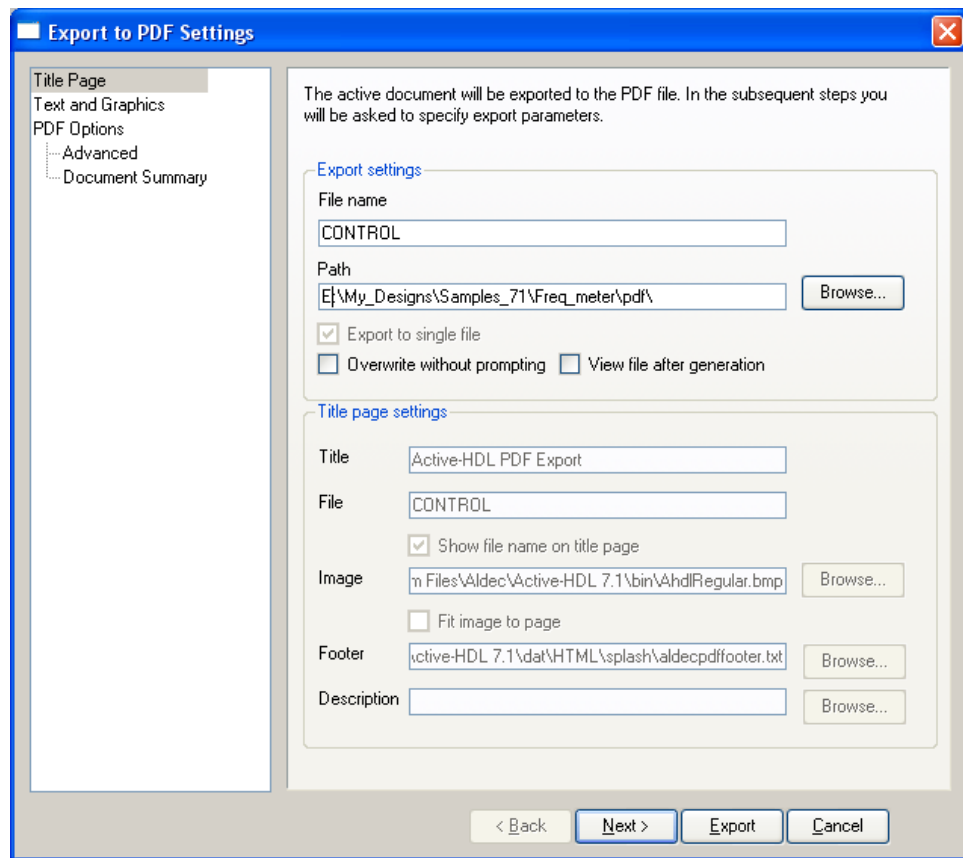 Export to PDF Settings
Title Page
Text and Graphics
PDF Options
Advanced
Document Summary
The active document will be exported to the PDF file. In the subsequent steps you
will be asked to specify export parameters.
Export settings
File name
CONTROL
Path
E:\My_Designs\Samples_71\Freq_meter\pdf\
Browse...
Export to single file
Overwrite without prompting
View file after generation
Title page settings
Title
Active-HDL PDF Export
File
CONTROL
Show file name on title page
Image
n Files\Aldec\Active-HDL 7.1\bin\AhdlRegular.bmp
Browse...
Fit image to page
Footer
\ctive-HDL 7.1\dat\HTML\splash\aldecpdffooter.txt
Browse...
Description
Browse...
< Back
Next >
Export
Cancel